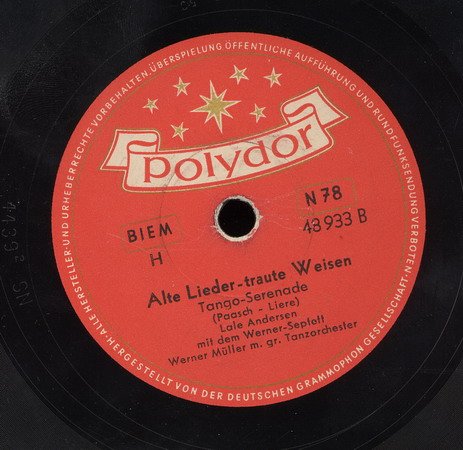 polydor
BIEM
H
N 78
48 933 B
Alte Lieder - traute Weisen
Tango-Serenade
(Paasch - Liere)
Lale Andersen
mit dem Werner-Septett
Werner Müller m. gr. Tanzorchester
ALLE HERSTELLER- UND URHEBERRECHTE VORBEHALTEN, ÜBERSPIELUNG, ÖFFENTLICHE AUFFÜHRUNG UND RUNDFUNKSENDUNG VERBOTEN
HERGESTELLT VON DER DEUTSCHEN GRAMMOPHON GESELLSCHAFT